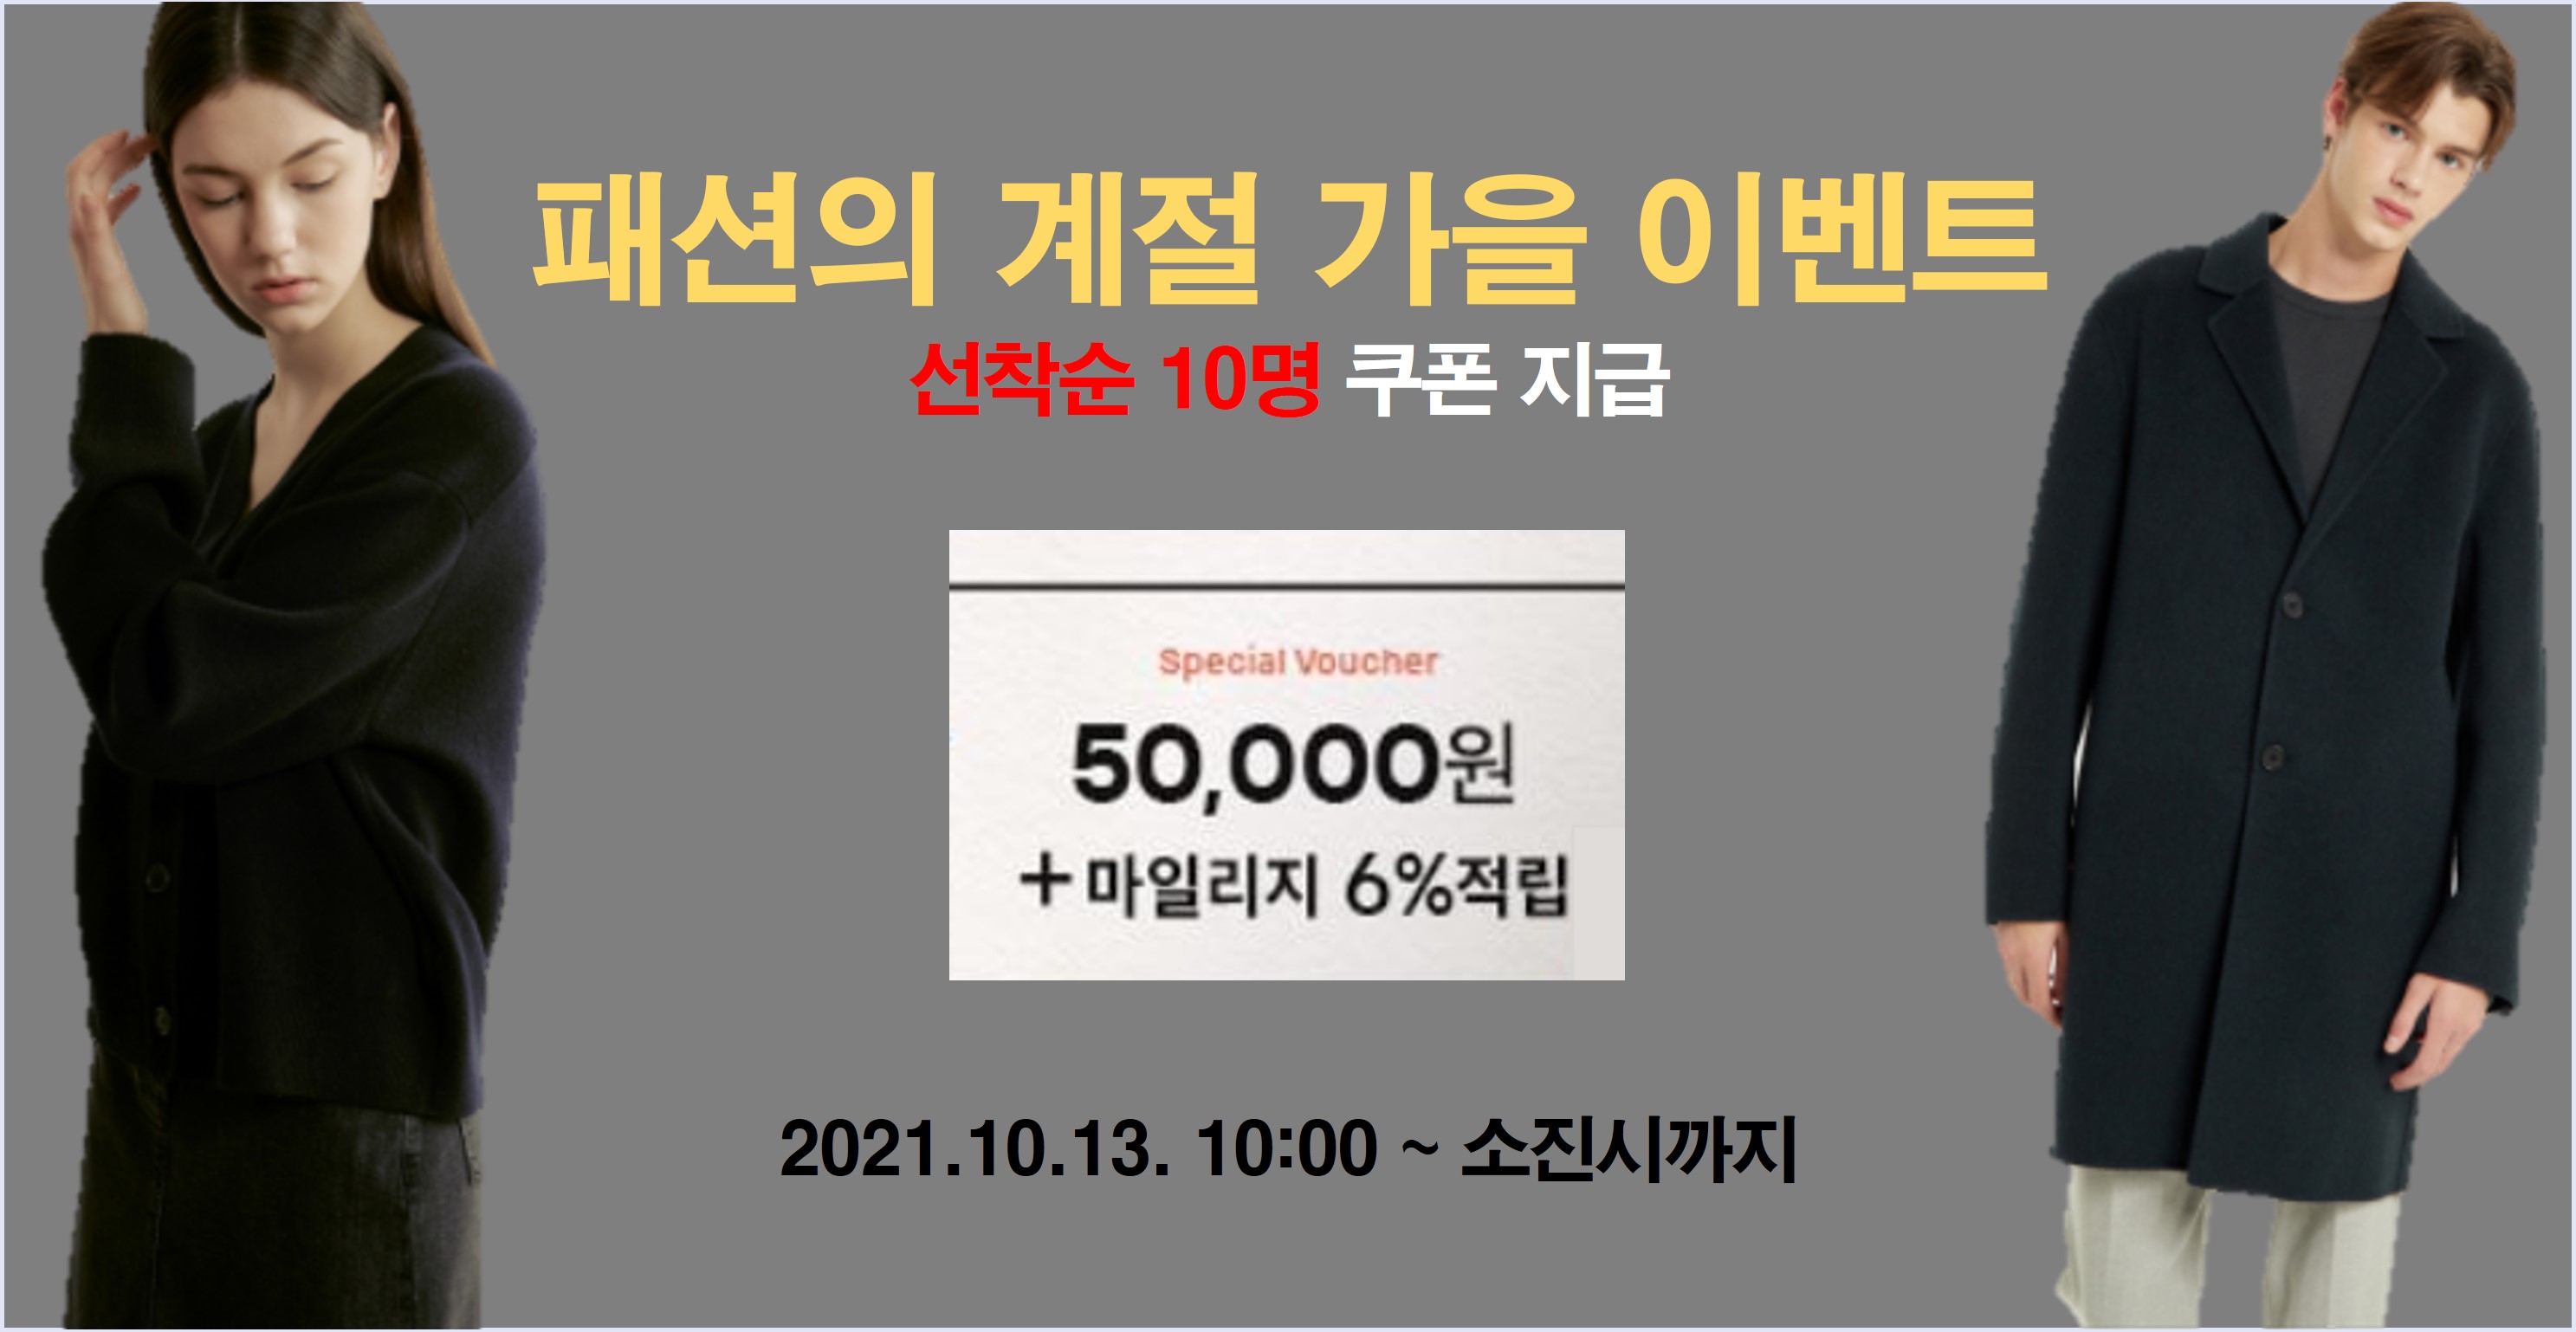 패션의 계절 가을 이벤트
선착순 10명 쿠폰 지급
Special Voucher
50,000원
+마일리지 6%적립
2021.10.13. 10:00 ~ 소진시까지